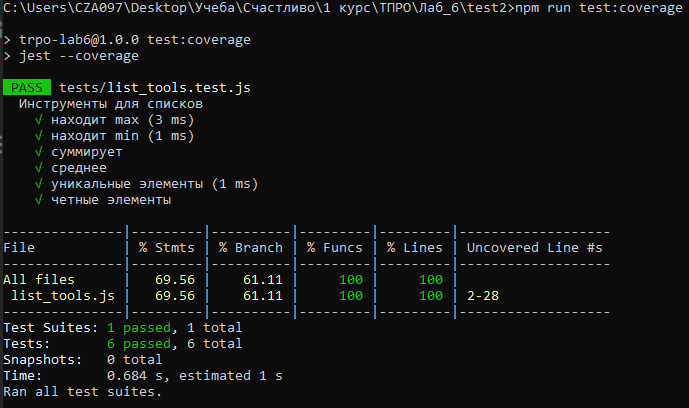 C:\Users\CZA097\Desktop\Учеба\Счастливо\1 курс\ТПРО\Лаб_6\test2>npm run test:coverage
> trpo-lab6@1.0.0 test:coverage
> jest --coverage
PASS tests/list_tools.test.js
Инструменты для списков
√ находит max (3 ms)
√ находит min (1 ms)
√ суммирует
√ среднее
√ уникальные элементы (1 ms)
√ четные элементы
---------------|---------|----------|---------|---------|-------------------
File           | % Stmts | % Branch | % Funcs | % Lines | Uncovered Line #s
---------------|---------|----------|---------|---------|-------------------
All files      |   69.56 |    61.11 |     100 |     100 |
 list_tools.js |   69.56 |    61.11 |     100 |     100 | 2-28
---------------|---------|----------|---------|---------|-------------------
Test Suites: 1 passed, 1 total
Tests:       6 passed, 6 total
Snapshots:   0 total
Time:        0.684 s, estimated 1 s
Ran all test suites.